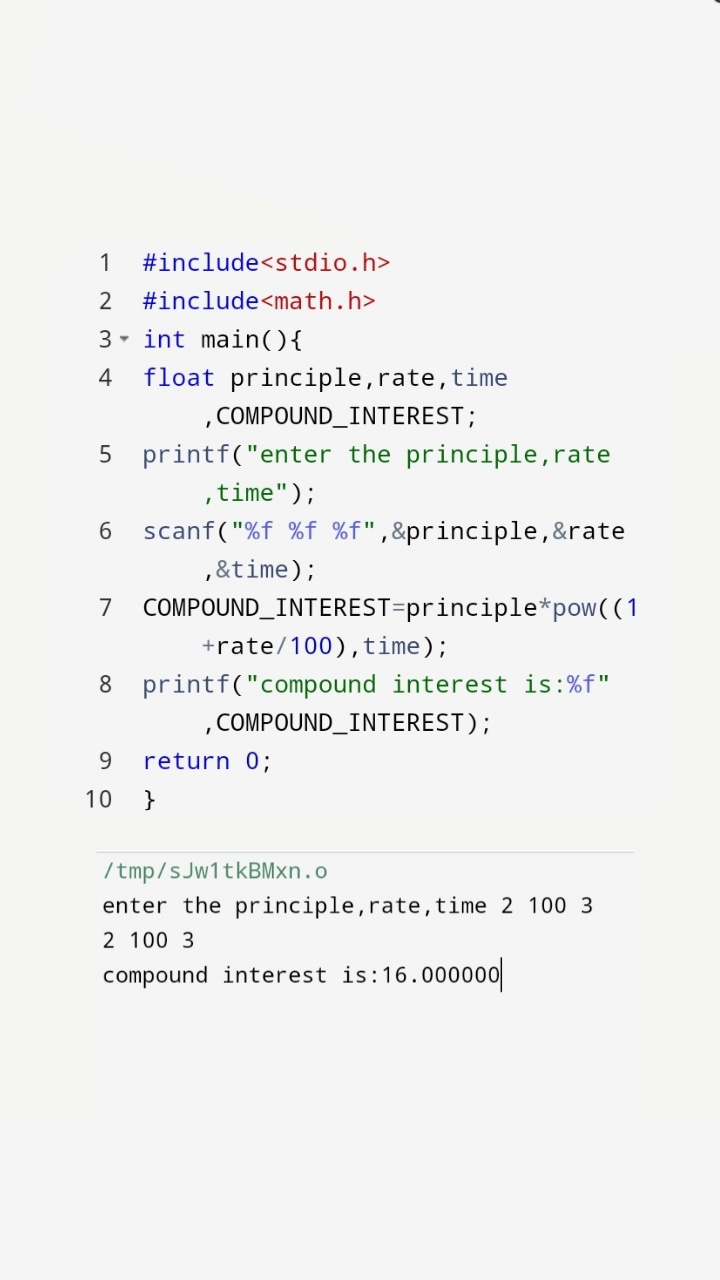 1 #include<stdio.h>
2 #include<math.h>
3 int main(){
4 float principle,rate,time
,COMPOUND_INTEREST;
5 printf("enter the principle,rate
,time");
6 scanf("%f %f %f",&principle,&rate
,&time);
7 COMPOUND_INTEREST=principle*pow((1
+rate/100),time);
8 printf("compound interest is:%f"
,COMPOUND_INTEREST);
9 return 0;
10 }
/tmp/sJw1tkBMxn.o
enter the principle,rate,time 2 100 3
2 100 3
compound interest is:16.000000